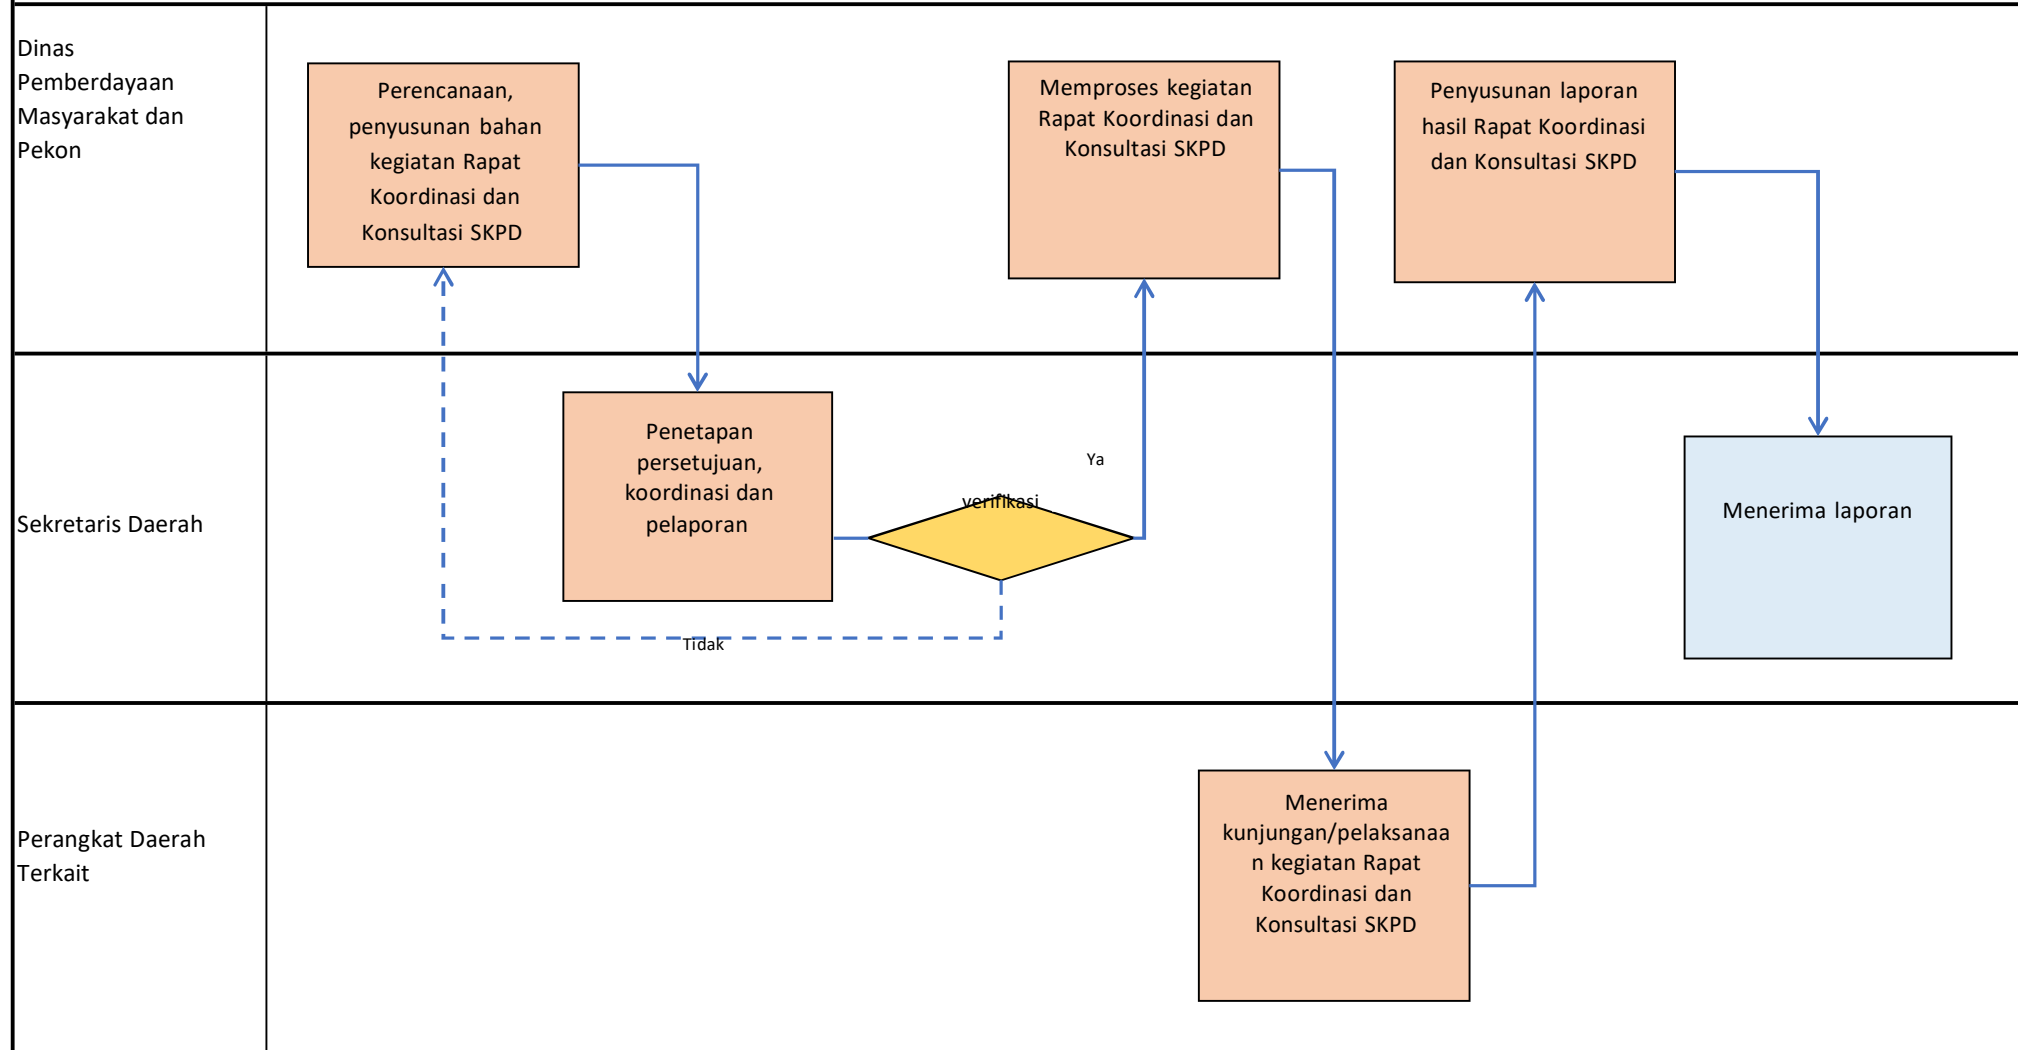 Dinas
Pemberdayaan
Masyarakat dan
Pekon
Perencanaan,
penyusunan bahan
kegiatan Rapat
Koordinasi dan
Konsultasi SKPD
Memproses kegiatan
Rapat Koordinasi dan
Konsultasi SKPD
Penyusunan laporan
hasil Rapat Koordinasi
dan Konsultasi SKPD
Sekretaris Daerah
Penetapan
persetujuan,
koordinasi dan
pelaporan
verifikasi
Ya
Tidak
Menerima laporan
Perangkat Daerah
Terkait
Menerima
kunjungan/pelaksanaa
n kegiatan Rapat
Koordinasi dan
Konsultasi SKPD